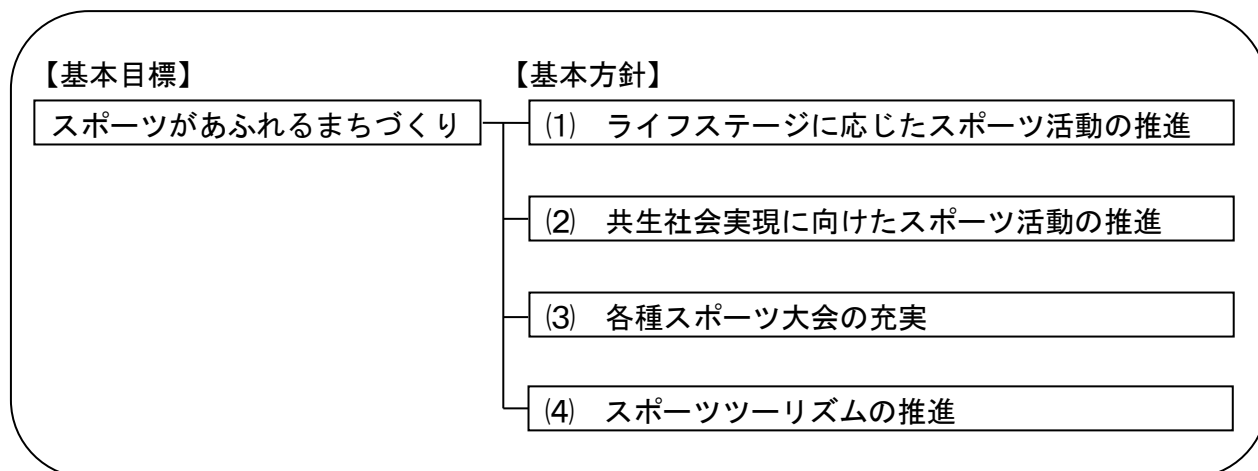 【基本目標】 【基本方針】
スポーツがあふれるまちづくり ⑴ ライフステージに応じたスポーツ活動の推進
⑵ 共生社会実現に向けたスポーツ活動の推進
⑶ 各種スポーツ大会の充実
⑷ スポーツツーリズムの推進